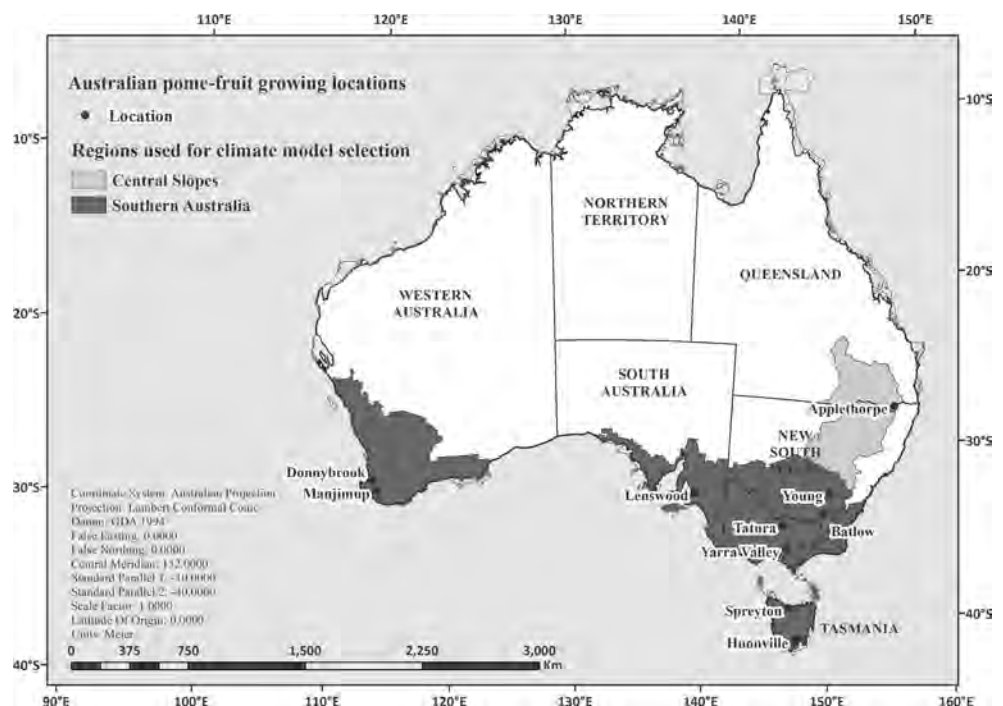 110°E 120°E 130°E 140°E 150°E
Australian pome-fruit growing locations
Location
Regions used for climate model selection
Central Slopes
Southern Australia
10°S
10°S
20°S
20°S
30°S
30°S
40°S
40°S
NORTHERN
TERRITORY
QUEENSLAND
WESTERN
AUSTRALIA
SOUTH
AUSTRALIA
Applethorpe
NEW
SOUTH
Donnybrook
Manjimup
Lenswood
Young
Tatura
Batlow
Yarra Valley
Spreyton
TASMANIA
Huonville
Coordinate System: Australian Projection
Projection: Lambert Conformal Conic
Datum: GDA 1994
False Easting: 0.0000
False Northing: 0.0000
Central Meridian: 132.0000
Standard Parallel 1: -10.0000
Standard Parallel 2: -40.0000
Scale Factor: 1.0000
Latitude Of Origin: 0.0000
Units: Meter
0 375 750 1,500 2,250 3,000
Km
90°E 100°E 110°E 120°E 130°E 140°E 150°E 160°E